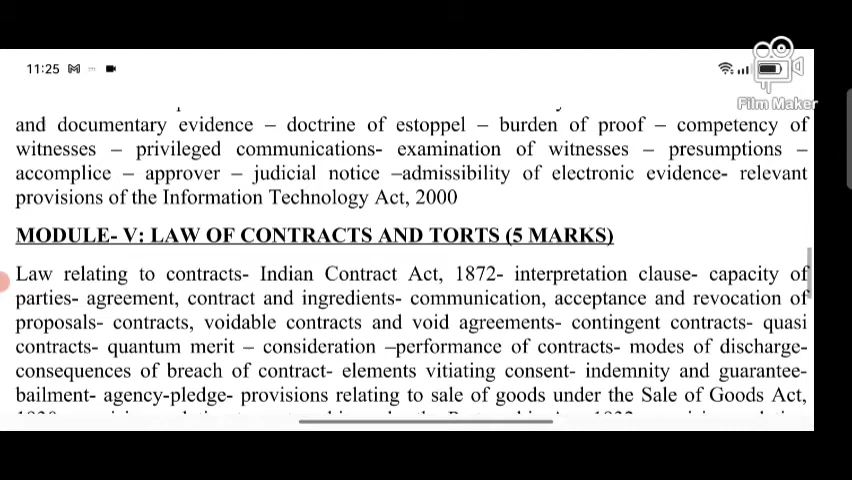 11:25
Film Maker
and documentary evidence – doctrine of estoppel – burden of proof – competency of
witnesses – privileged communications- examination of witnesses – presumptions –
accomplice – approver – judicial notice –admissibility of electronic evidence- relevant
provisions of the Information Technology Act, 2000
MODULE- V: LAW OF CONTRACTS AND TORTS (5 MARKS)
Law relating to contracts- Indian Contract Act, 1872- interpretation clause- capacity of
parties- agreement, contract and ingredients- communication, acceptance and revocation of
proposals- contracts, voidable contracts and void agreements- contingent contracts- quasi
contracts- quantum merit – consideration –performance of contracts- modes of discharge-
consequences of breach of contract- elements vitiating consent- indemnity and guarantee-
bailment- agency-pledge- provisions relating to sale of goods under the Sale of Goods Act,